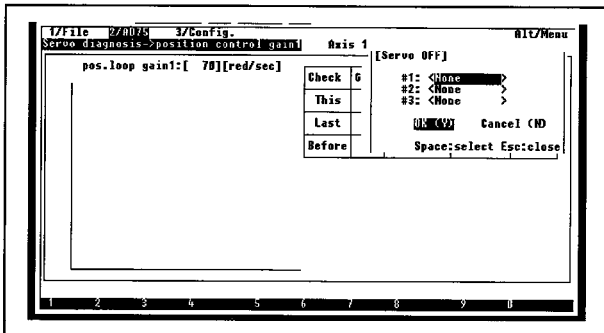 1/File 2/AD75 3/Config. Alt/Menu
Servo diagnosis->position control gain1 Axis 1
[Servo OFF]
pos.loop gain1:[ 70][red/sec]
Check G
This
Last
Before
#1: <None >
#2: <None >
#3: <None >
OK (Y) Cancel (N)
Space:select Esc:close
1 2 3 4 5 6 7 8 9 0